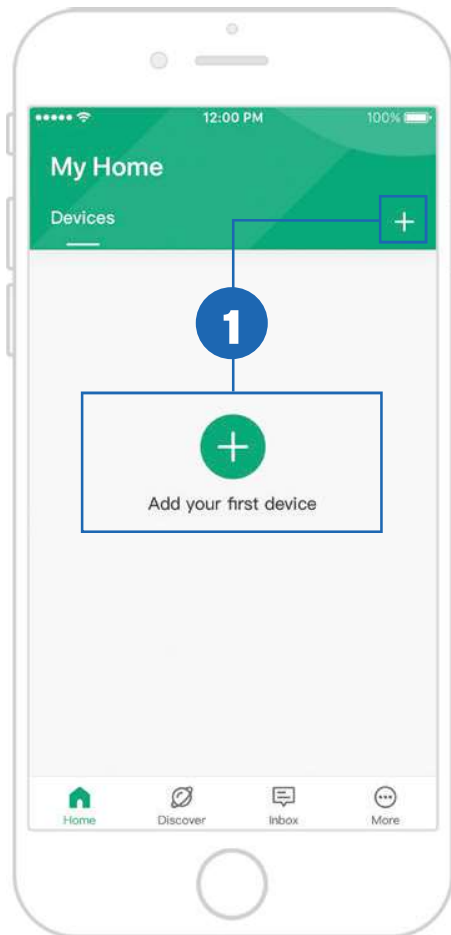 12:00 PM
100%
My Home
Devices
+
1
+
Add your first device
Home
Discover
Inbox
More